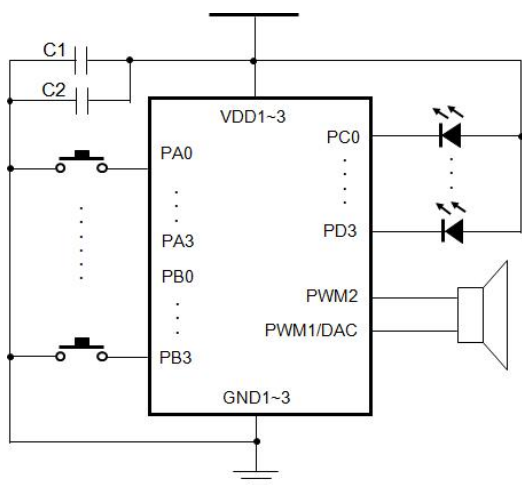 C1
C2
VDD1~3
PA0
PC0
PA3
PD3
PB0
PWM2
PWM1/DAC
PB3
GND1~3